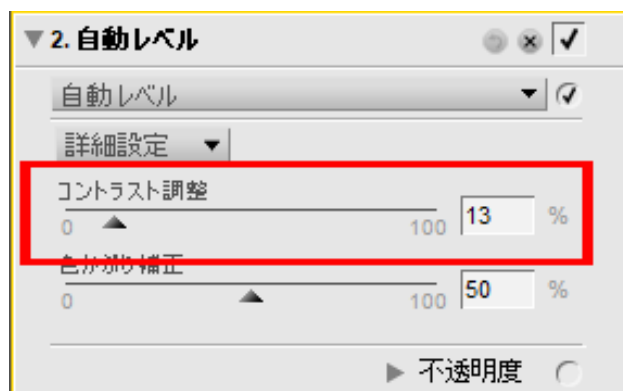 2. 自動レベル
自動レベル
詳細設定
コントラスト調整
0 100 13 %
色かぶり補正
0 100 50 %
不透明度